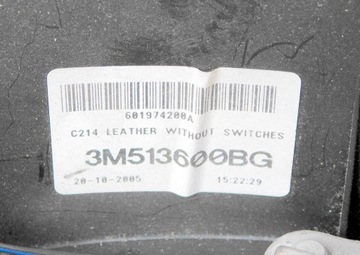 601974200A
C214 LEATHER WITHOUT SWITCHES
3M513600BG
20-10-2005 15:22:29